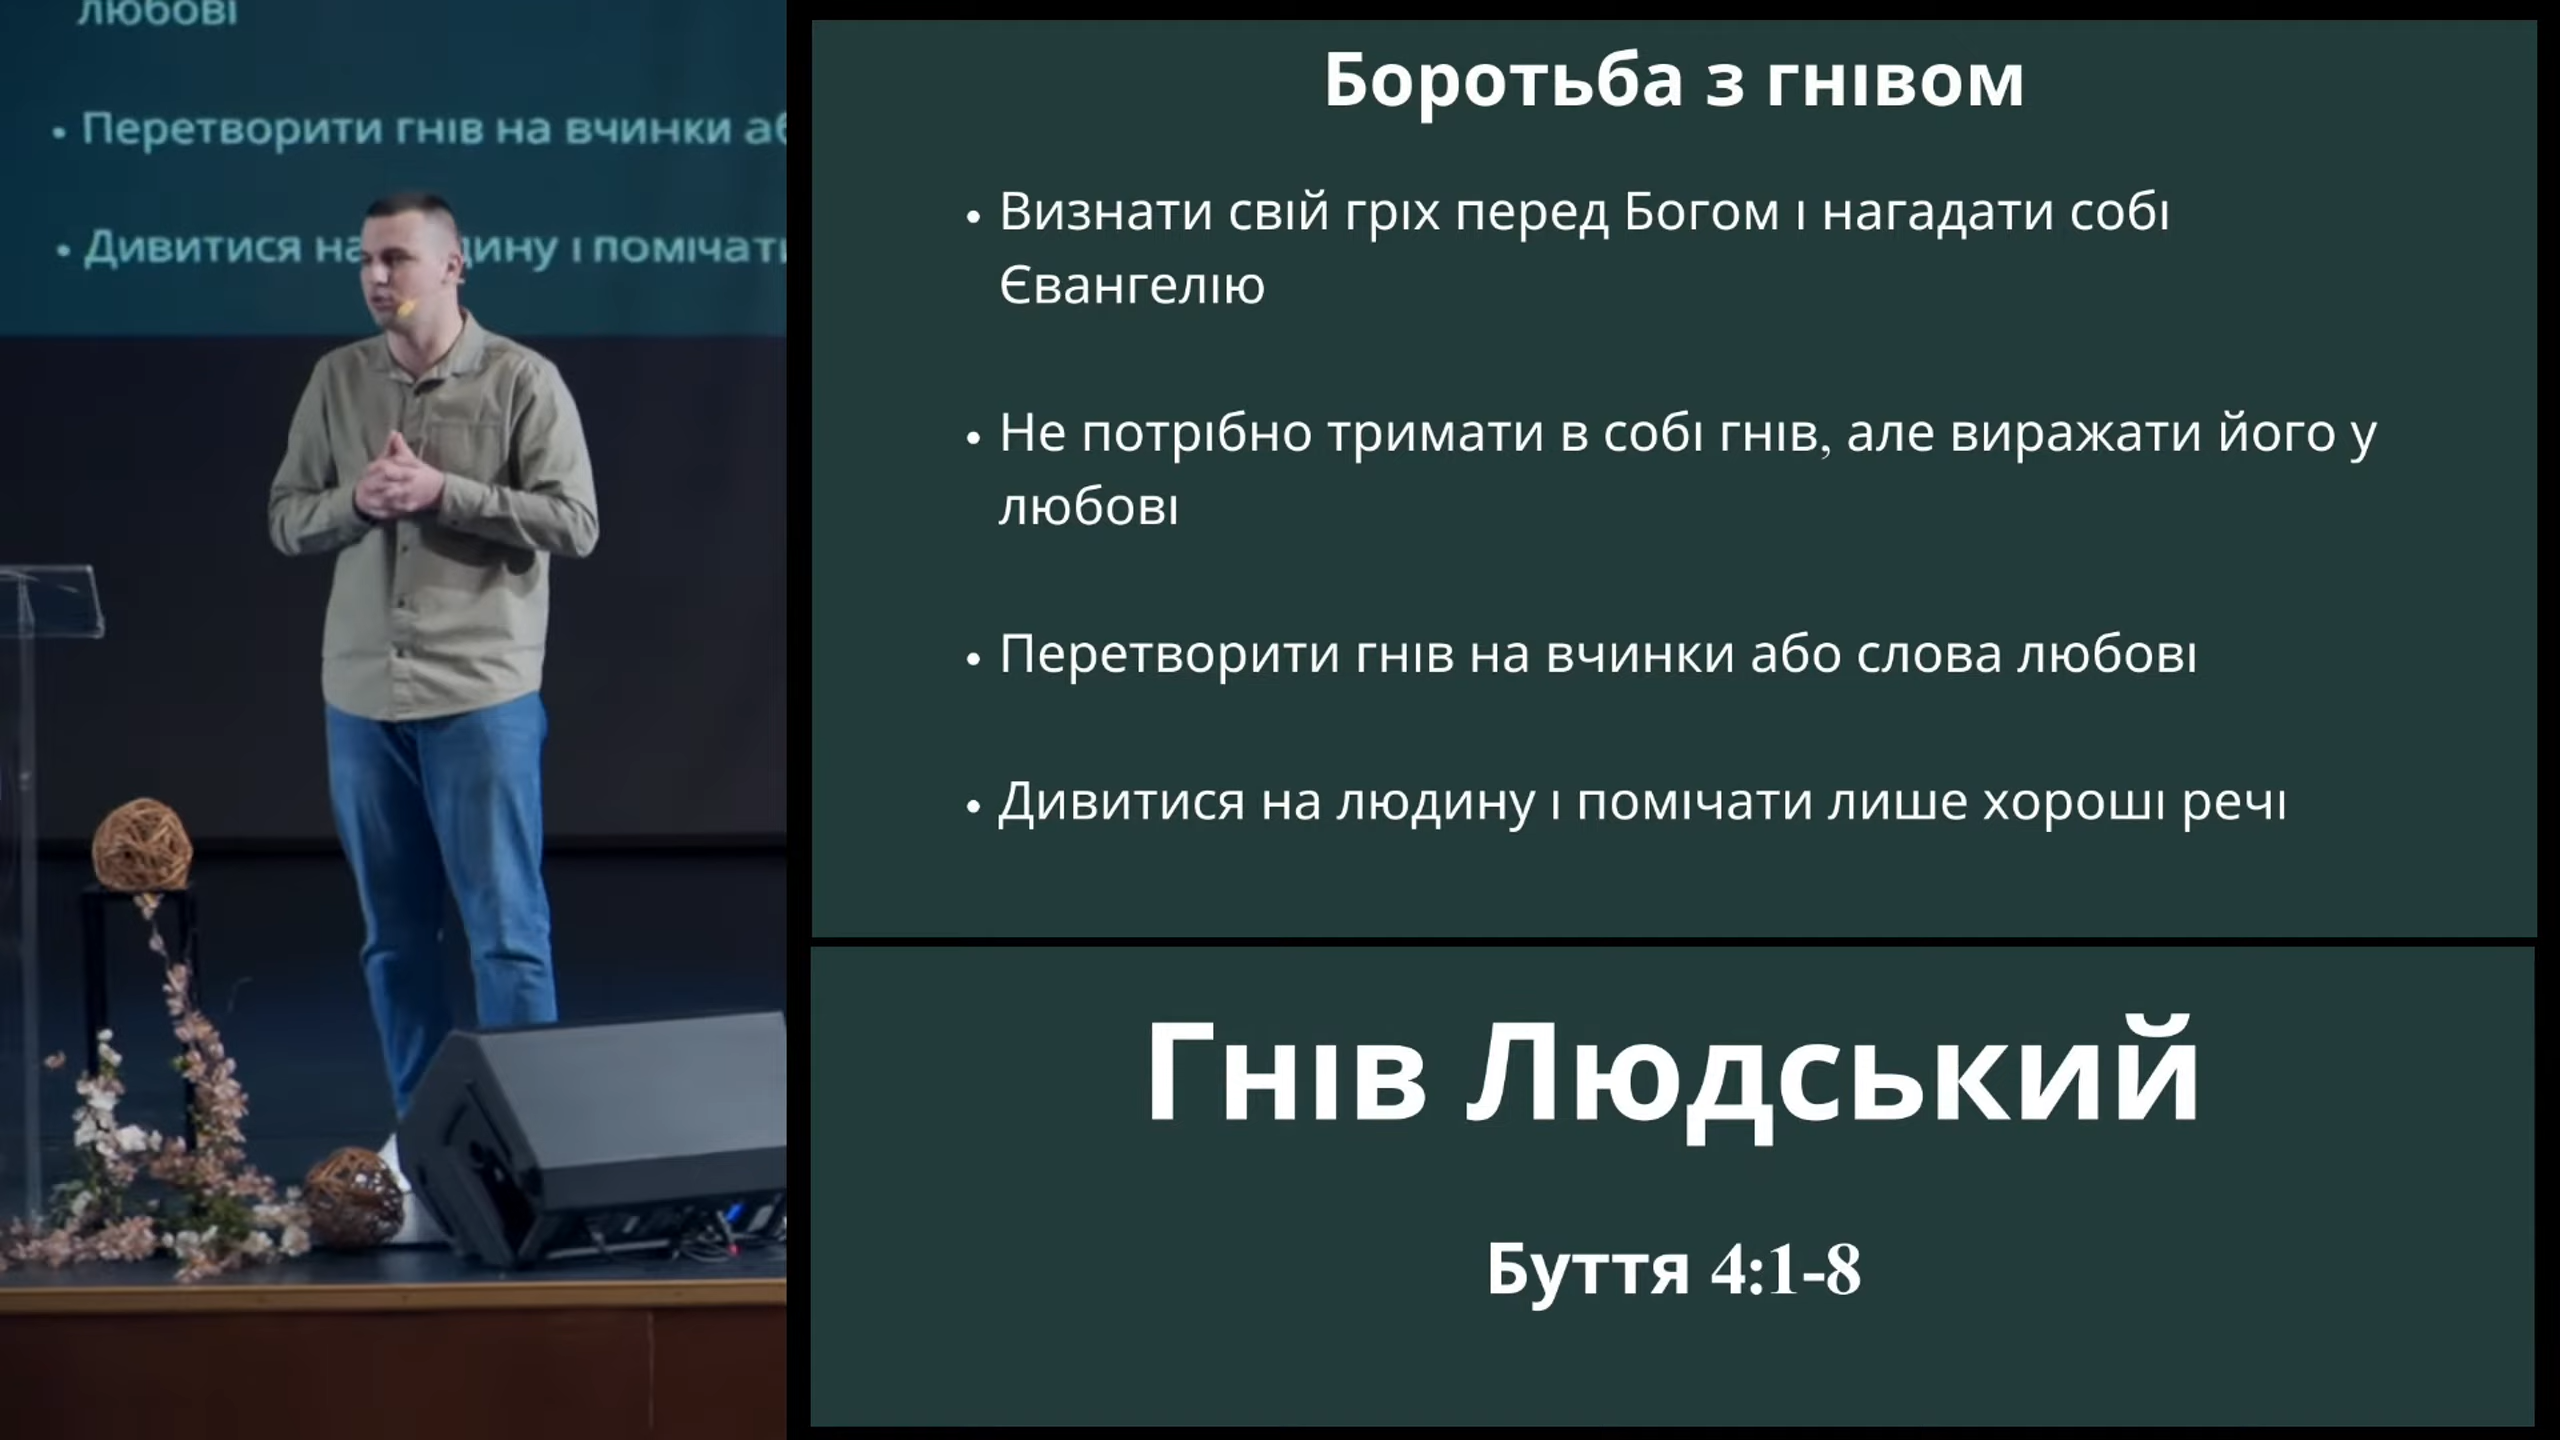 любові
• Перетворити гнів на вчинки аб
• Дивитися на дину і помічати
Боротьба з гнівом
• Визнати свій гріх перед Богом і нагадати собі
Євангелію
• Не потрібно тримати в собі гнів, але виражати його у
любові
• Перетворити гнів на вчинки або слова любові
• Дивитися на людину і помічати лише хороші речі
Гнів Людський
Буття 4:1-8